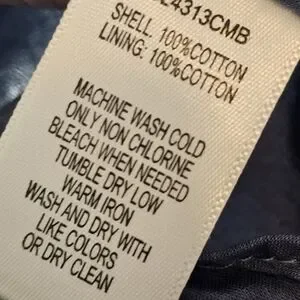 L4313CMB
SHELL: 100%COTTON
LINING: 100%COTTON
MACHINE WASH COLD
ONLY NON CHLORINE
BLEACH WHEN NEEDED
TUMBLE DRY LOW
WARM IRON
WASH AND DRY WITH
LIKE COLORS
OR DRY CLEAN